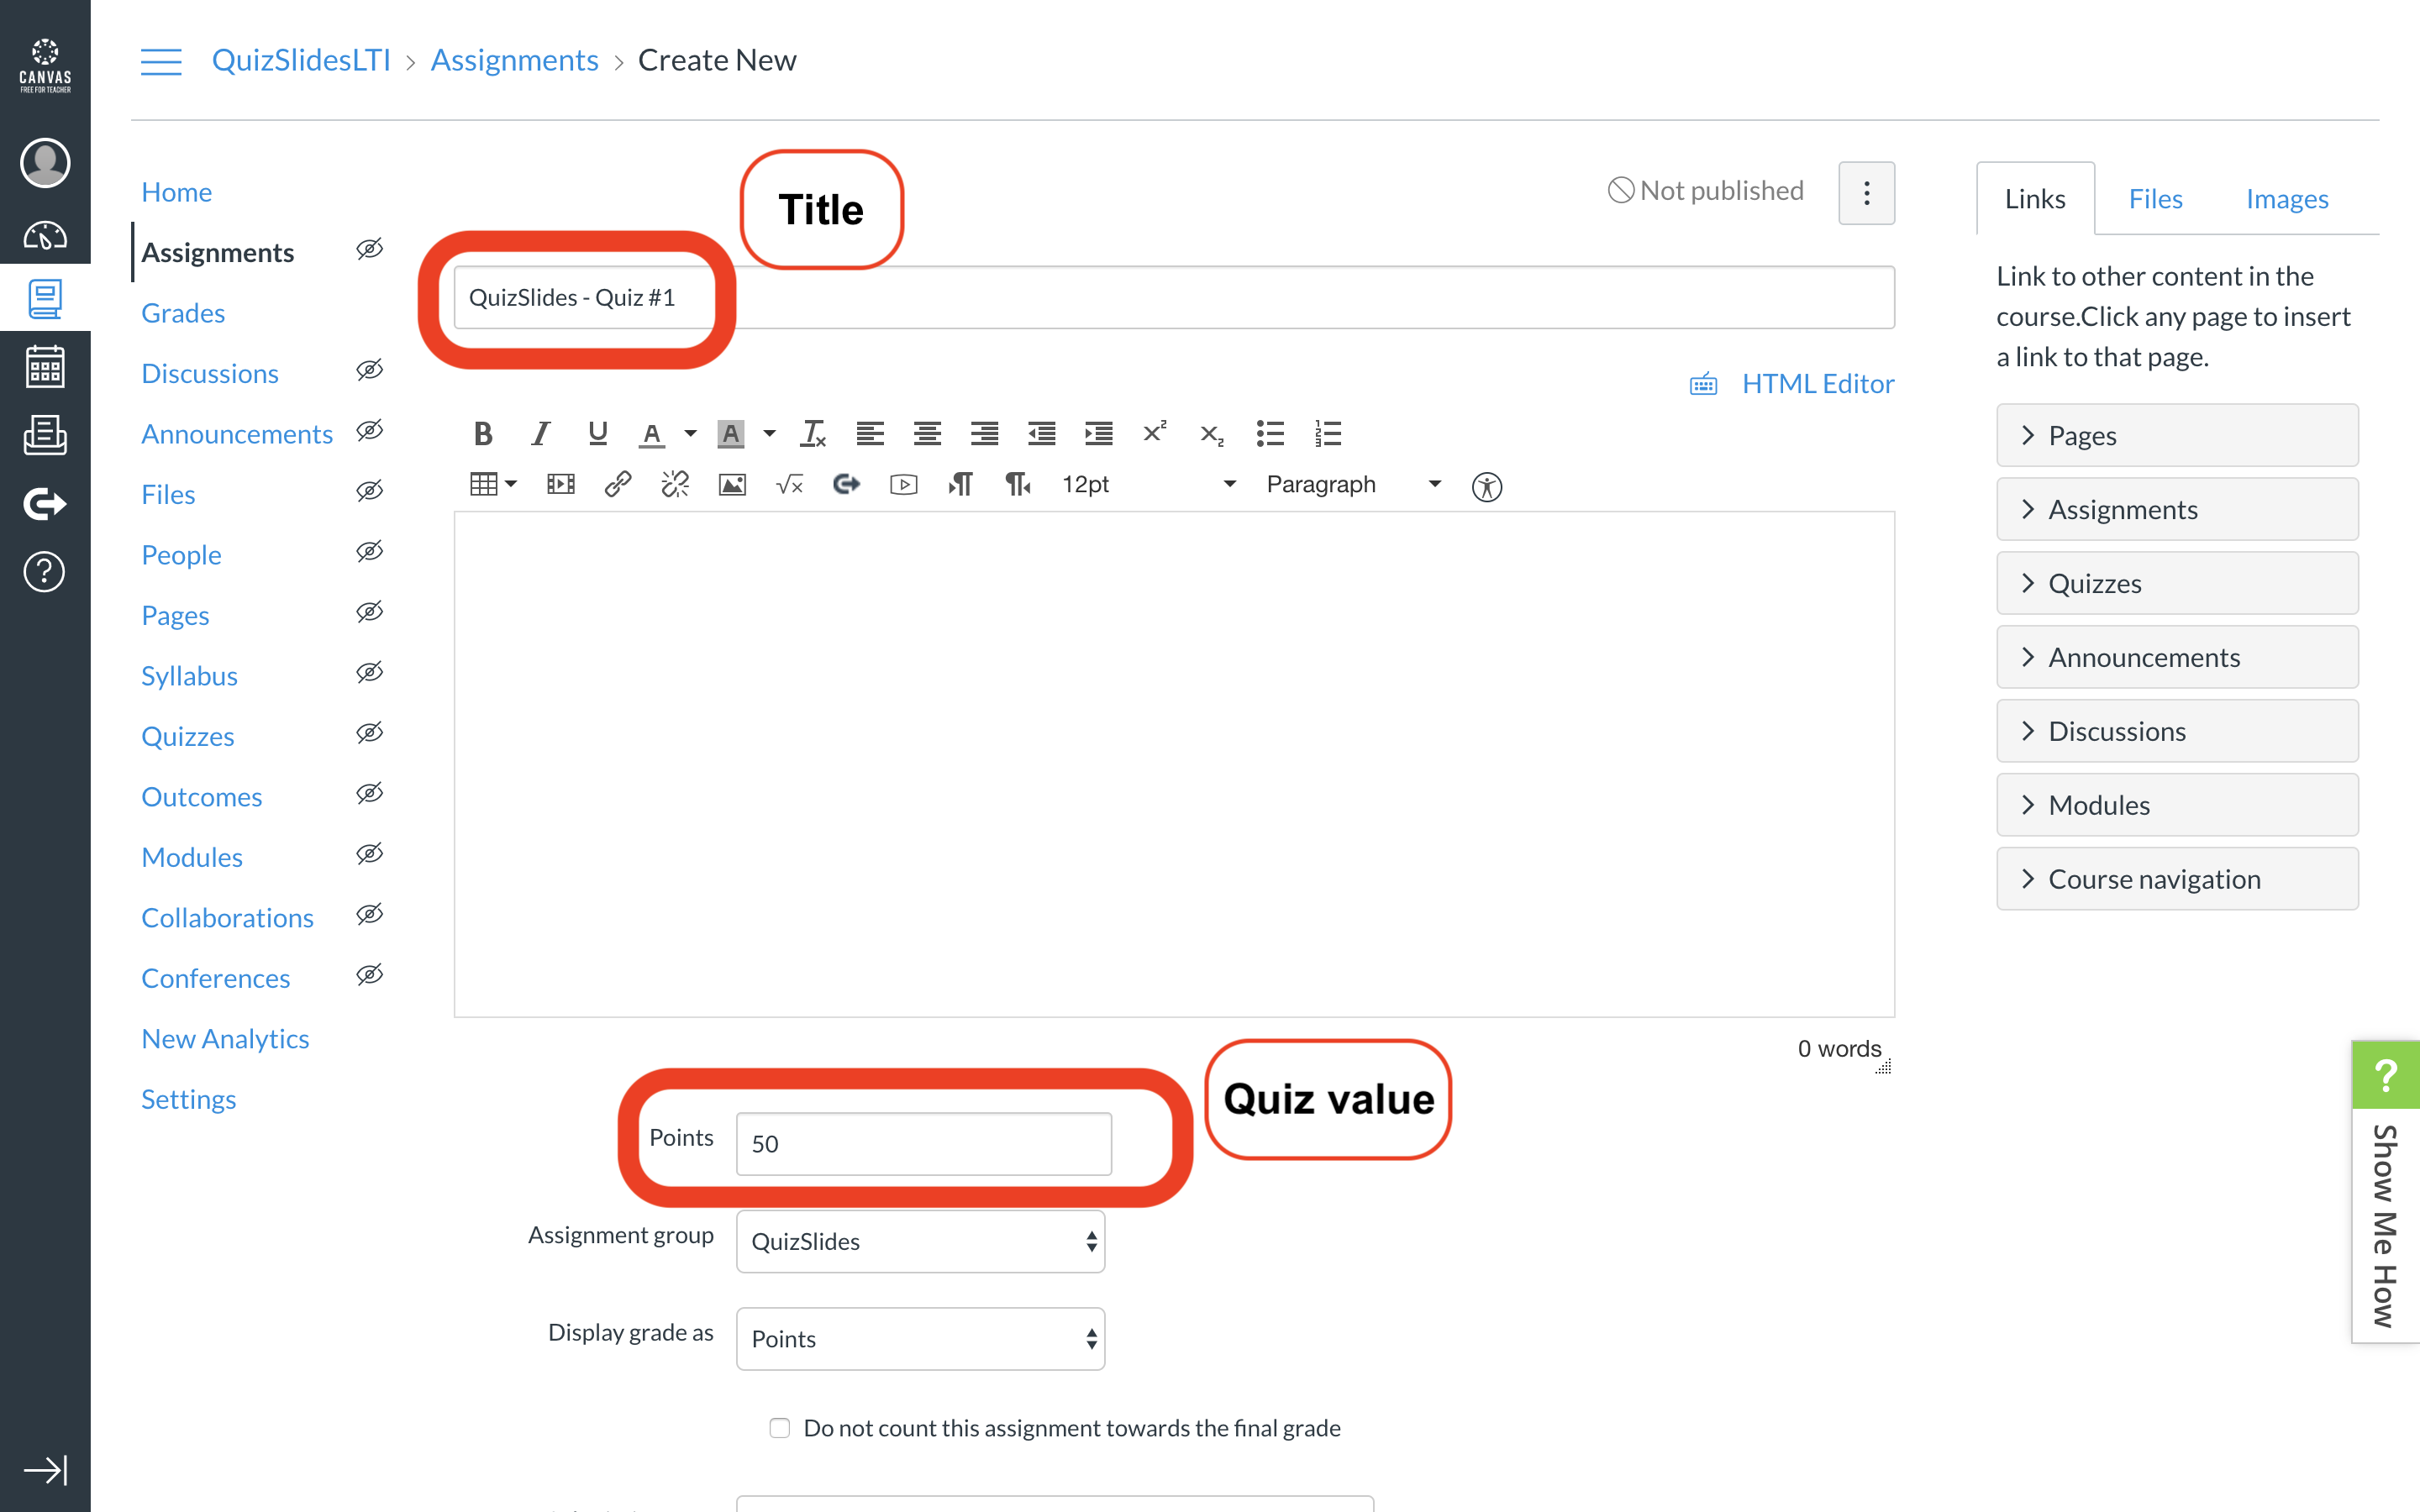 CANVAS
FREE FOR TEACHER
QuizSlidesLTI > Assignments > Create New
Home
Assignments
Grades
Discussions
Announcements
Files
People
Pages
Syllabus
Quizzes
Outcomes
Modules
Collaborations
Conferences
New Analytics
Settings
Title
Not published
QuizSlides - Quiz #1
HTML Editor
12pt Paragraph
0 words
Quiz value
Points 50
Assignment group QuizSlides
Display grade as Points
Do not count this assignment towards the final grade
Links Files Images
Link to other content in the
course.Click any page to insert
a link to that page.
Pages
Assignments
Quizzes
Announcements
Discussions
Modules
Course navigation
? Show Me How